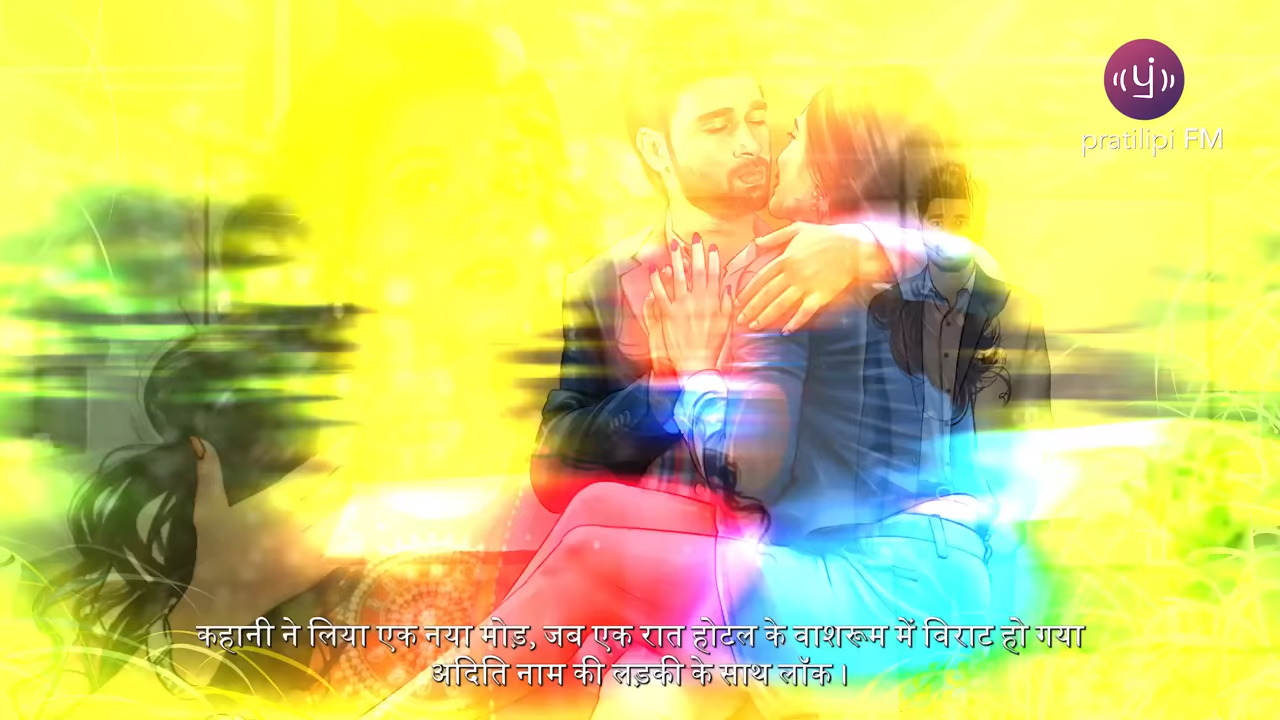 pratilipi FM
कहानी ने लिया एक नया मोड़, जब एक रात होटल के वाशरूम में विराट हो गया
अदिति नाम की लड़की के साथ लॉक।